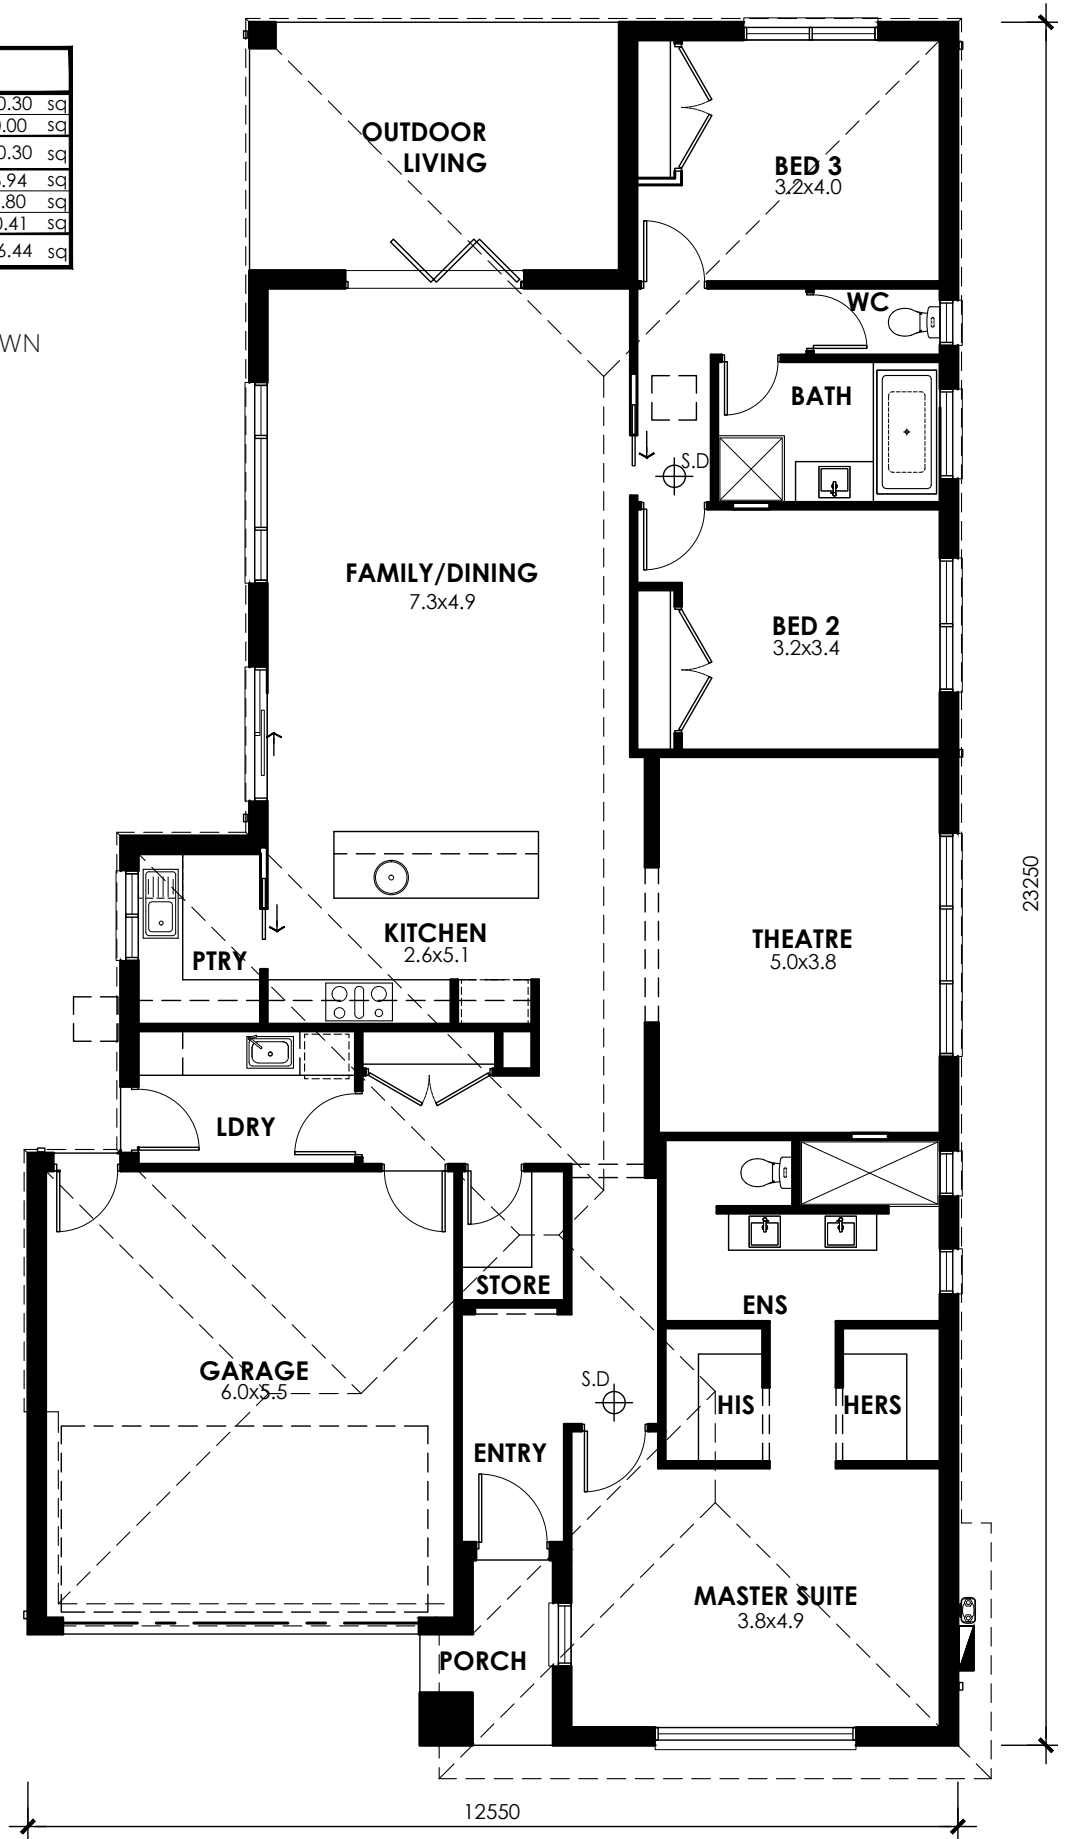 0.30 sq
0.00 sq
0.30 sq
.94 sq
.80 sq
0.41 sq
6.44 sq
WN
OUTDOOR
LIVING
BED 3
3.2x4.0
WC
BATH
S.D
FAMILY/DINING
7.3x4.9
BED 2
3.2x3.4
KITCHEN
2.6x5.1
PTRY
THEATRE
5.0x3.8
23250
LDRY
STORE
ENS
GARAGE
6.0x5.5
S.D
HIS
HERS
ENTRY
MASTER SUITE
3.8x4.9
PORCH
12550